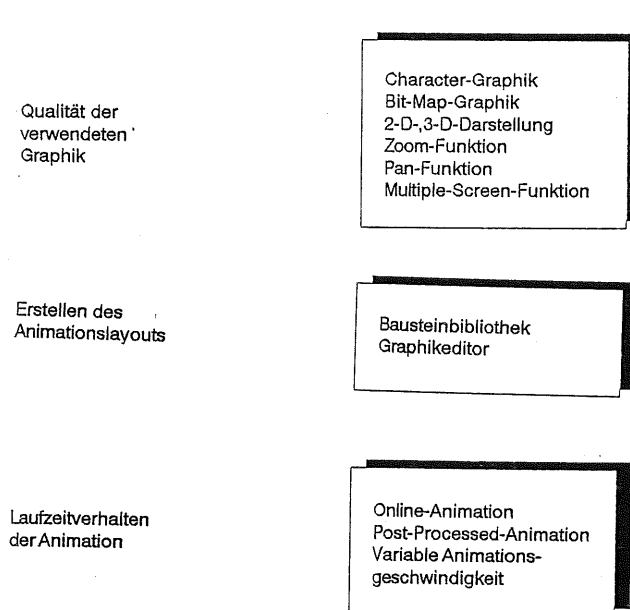 Qualität der
verwendeten
Graphik
Character-Graphik
Bit-Map-Graphik
2-D-,3-D-Darstellung
Zoom-Funktion
Pan-Funktion
Multiple-Screen-Funktion
Erstellen des
Animationslayouts
Bausteinbibliothek
Graphikeditor
Laufzeitverhalten
der Animation
Online-Animation
Post-Processed-Animation
Variable Animations-
geschwindigkeit